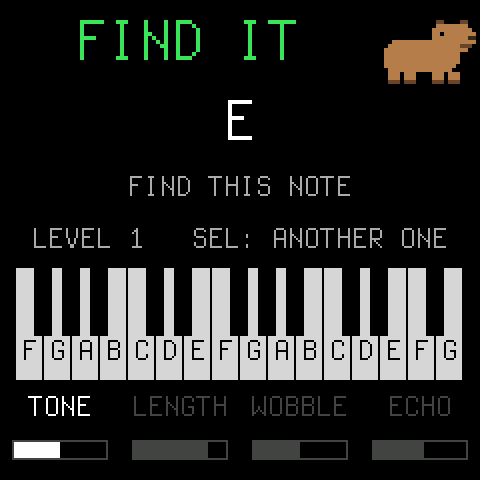 FIND IT
E
FIND THIS NOTE
LEVEL 1 SEL: ANOTHER ONE
F G A B C D E F G A B C D E F G
TONE LENGTH WOBBLE ECHO